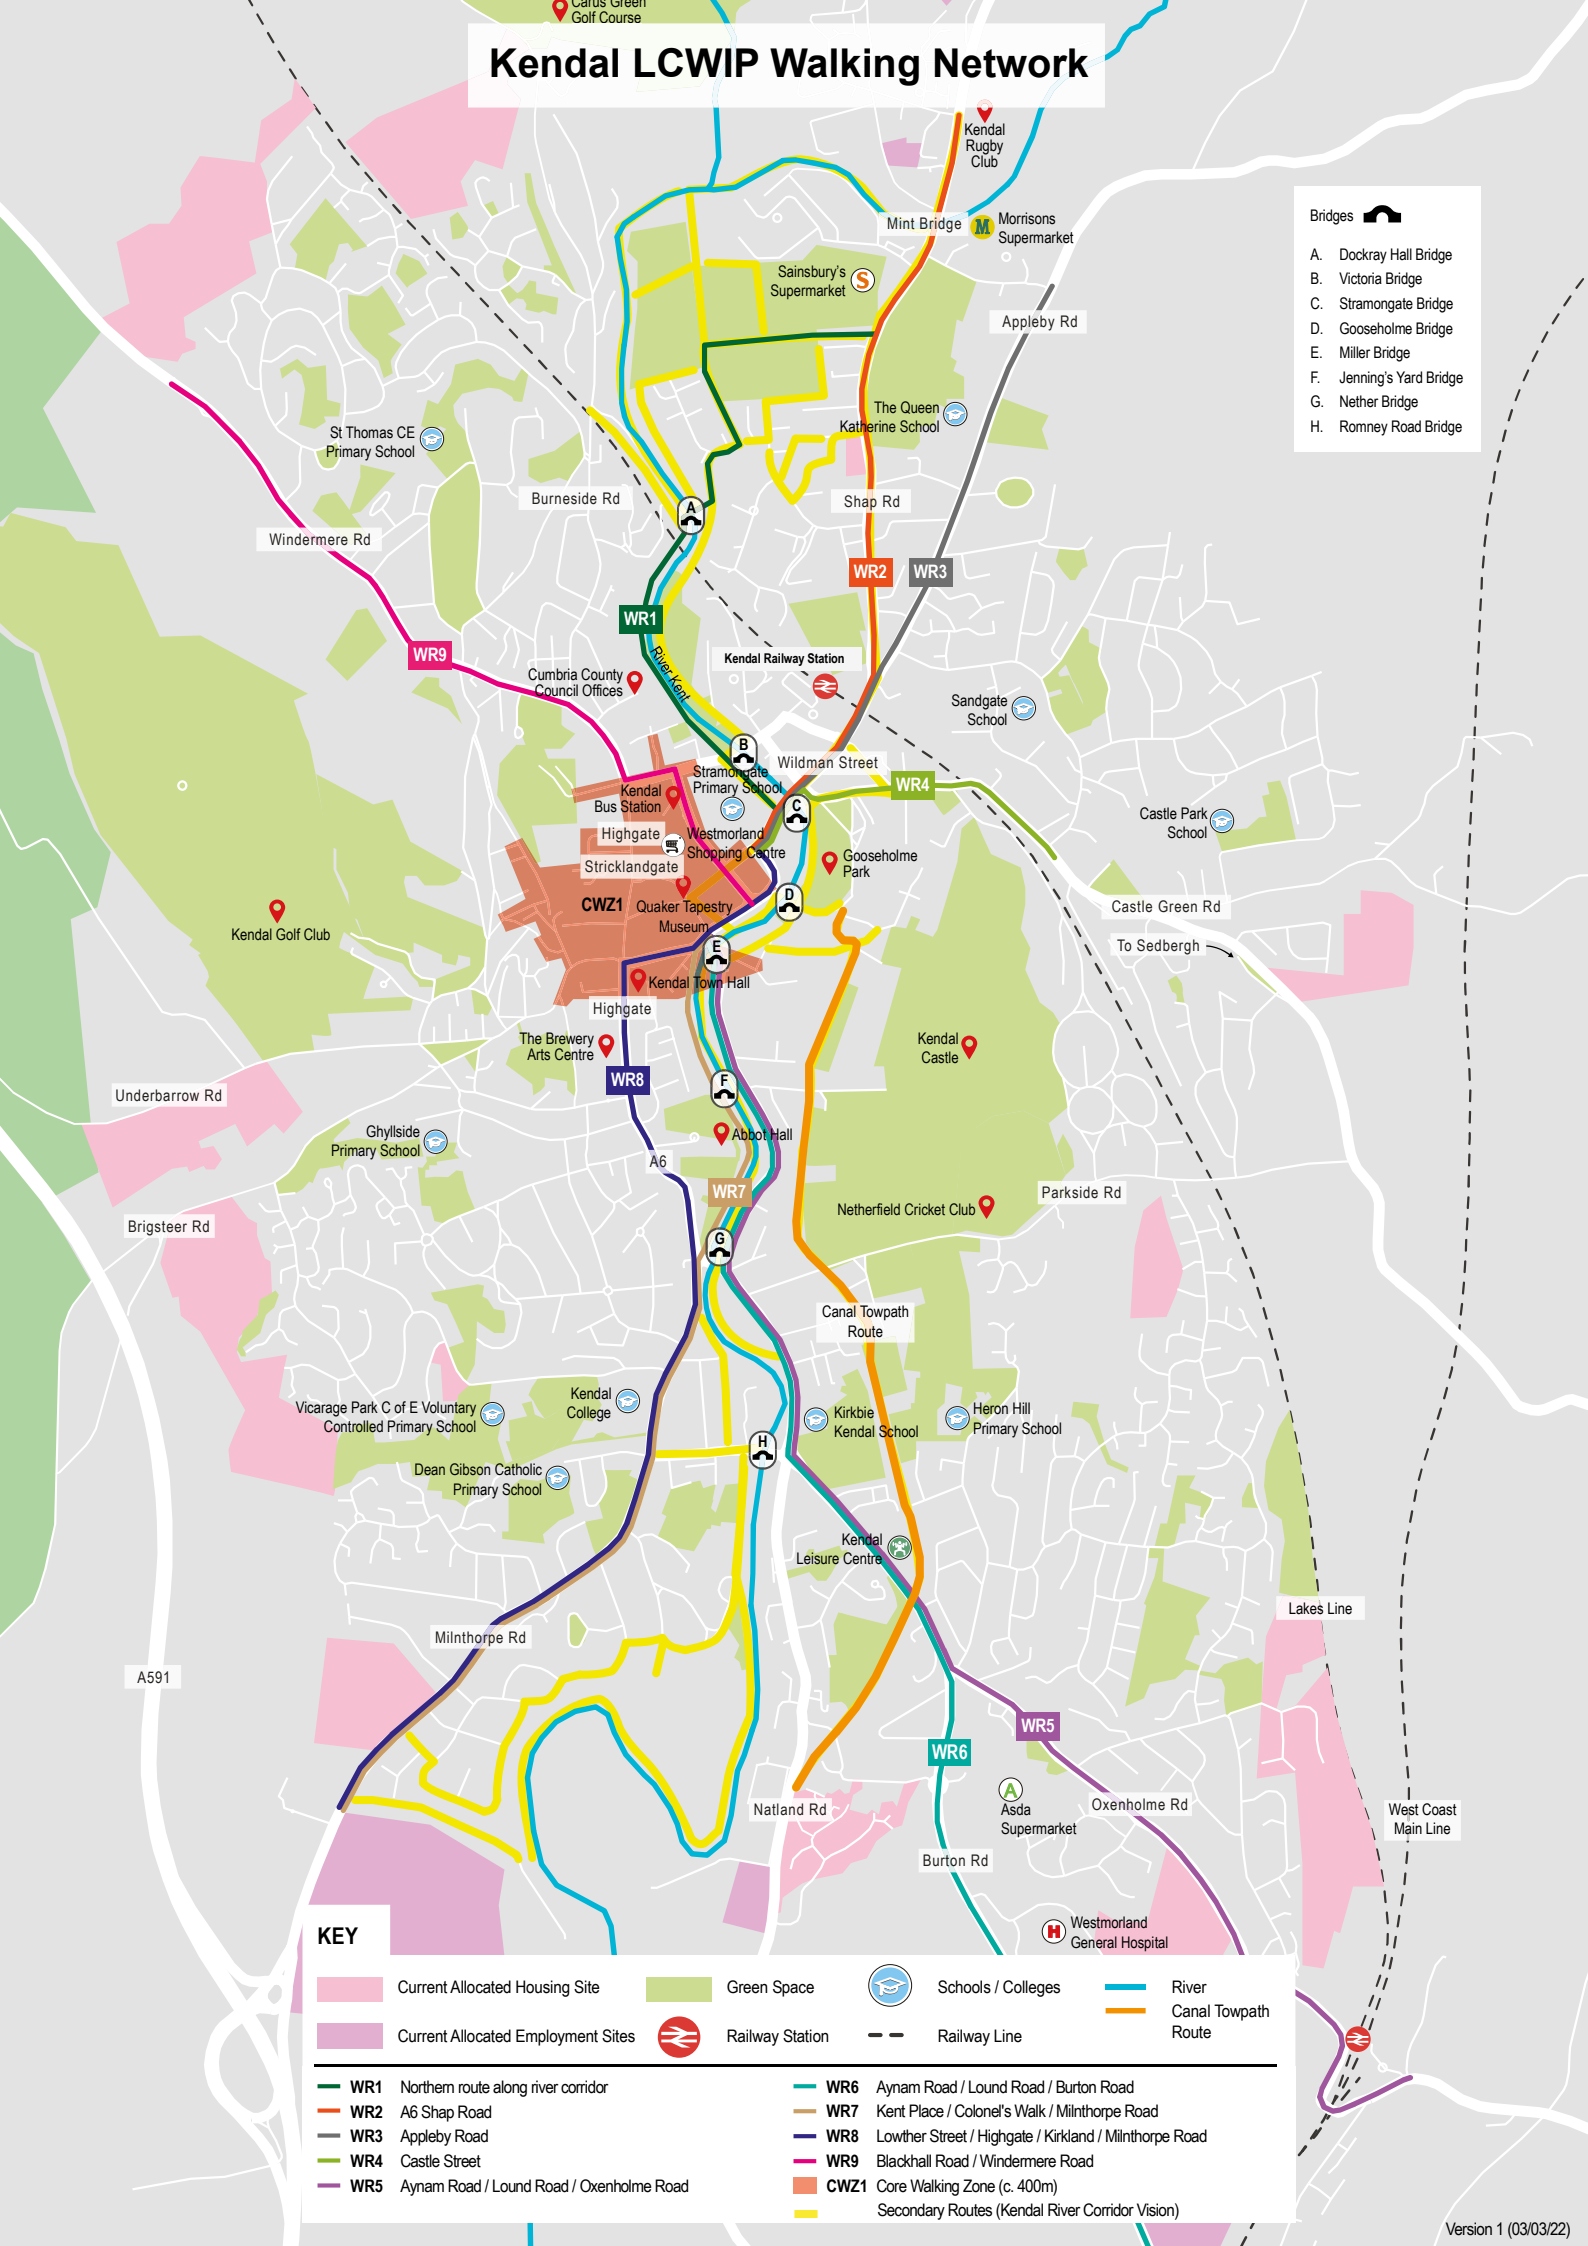 Carus Green
Golf Course
Kendal LCWIP Walking Network
Kendal
Rugby
Club
Mint Bridge
M
Morrisons
Supermarket
Bridges
A. Dockray Hall Bridge
B. Victoria Bridge
C. Stramongate Bridge
D. Gooseholme Bridge
E. Miller Bridge
F. Jenning's Yard Bridge
G. Nether Bridge
H. Romney Road Bridge
Sainsbury's
Supermarket
S
Appleby Rd
The Queen
Katherine School
St Thomas CE
Primary School
Burneside Rd
Shap Rd
A
Windermere Rd
WR2
WR3
WR1
WR9
River Kent
Kendal Railway Station
Cumbria County
Council Offices
Sandgate
School
B
Wildman Street
Stramongate
Primary School
WR4
Kendal
Bus Station
C
Castle Park
School
Highgate
Westmorland
Shopping Centre
Stricklandgate
Gooseholme
Park
D
CWZ1
Quaker Tapestry
Museum
Castle Green Rd
Kendal Golf Club
To Sedbergh
E
Kendal Town Hall
Highgate
The Brewery
Arts Centre
Kendal
Castle
WR8
F
Underbarrow Rd
Ghyllside
Primary School
Abbot Hall
A6
WR7
Parkside Rd
Netherfield Cricket Club
Brigsteer Rd
G
Canal Towpath
Route
Kendal
College
Vicarage Park C of E Voluntary
Controlled Primary School
Kirkbie
Kendal School
Heron Hill
Primary School
H
Dean Gibson Catholic
Primary School
Kendal
Leisure Centre
Lakes Line
Milnthorpe Rd
A591
WR5
WR6
A
Asda
Supermarket
Natland Rd
Oxenholme Rd
West Coast
Main Line
Burton Rd
H
Westmorland
General Hospital
KEY
Current Allocated Housing Site
Green Space
Schools / Colleges
River
Canal Towpath
Route
Current Allocated Employment Sites
Railway Station
Railway Line
WR1 Northern route along river corridor
WR2 A6 Shap Road
WR3 Appleby Road
WR4 Castle Street
WR5 Aynam Road / Lound Road / Oxenholme Road
WR6 Aynam Road / Lound Road / Burton Road
WR7 Kent Place / Colonel's Walk / Milnthorpe Road
WR8 Lowther Street / Highgate / Kirkland / Milnthorpe Road
WR9 Blackhall Road / Windermere Road
CWZ1 Core Walking Zone (c. 400m)
Secondary Routes (Kendal River Corridor Vision)
Version 1 (03/03/22)